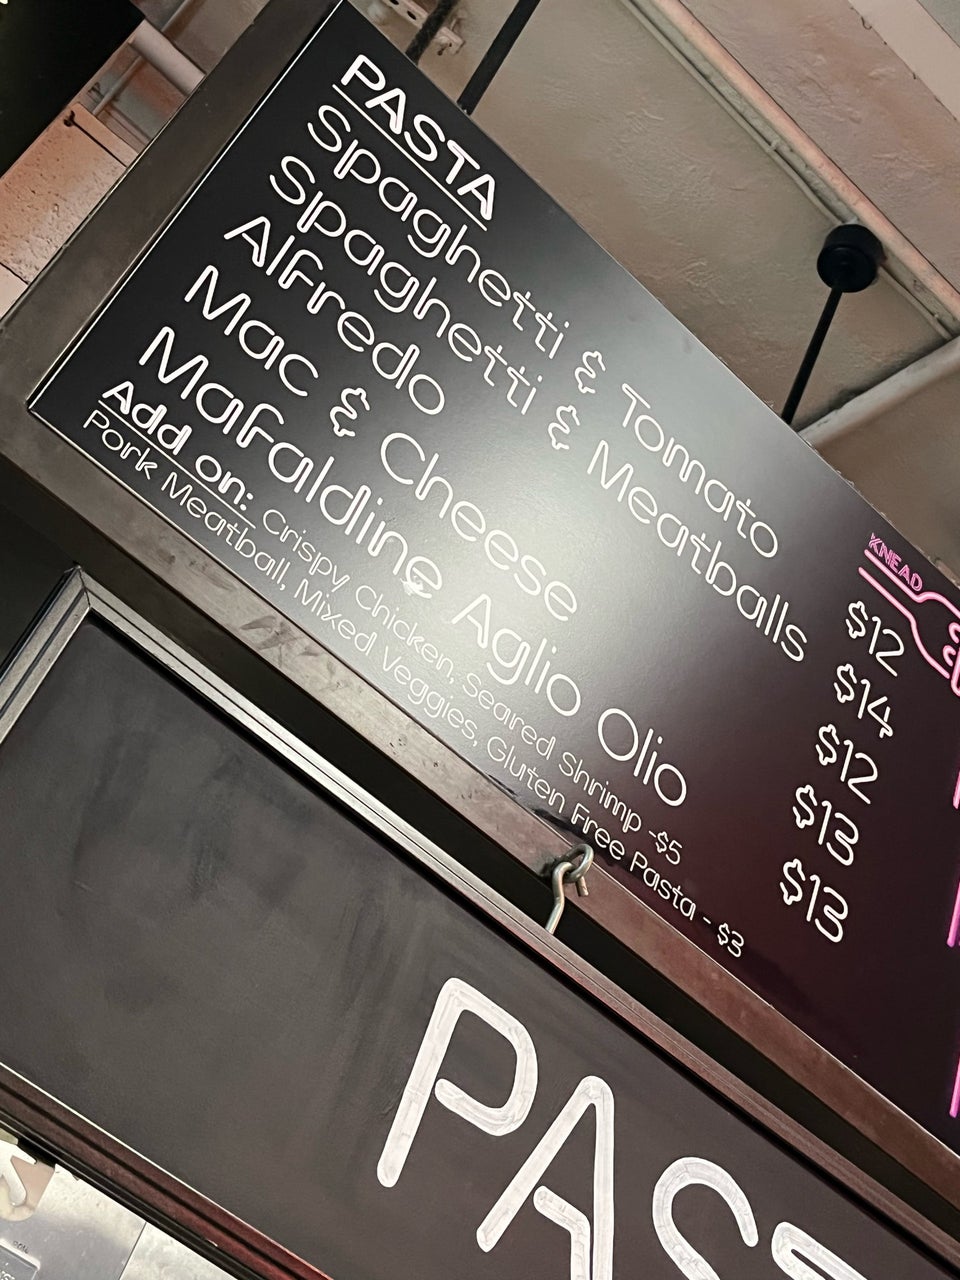 PASTA
Spaghetti & Tomato $12
Spaghetti & Meatballs $14
Alfredo $12
Mac & Cheese $13
Mafaldine Aglio Olio $13
Add on: Crispy Chicken, Seared Shrimp -$5
Pork Meatball, Mixed Veggies, Gluten Free Pasta - $3
KNEAD
PAST